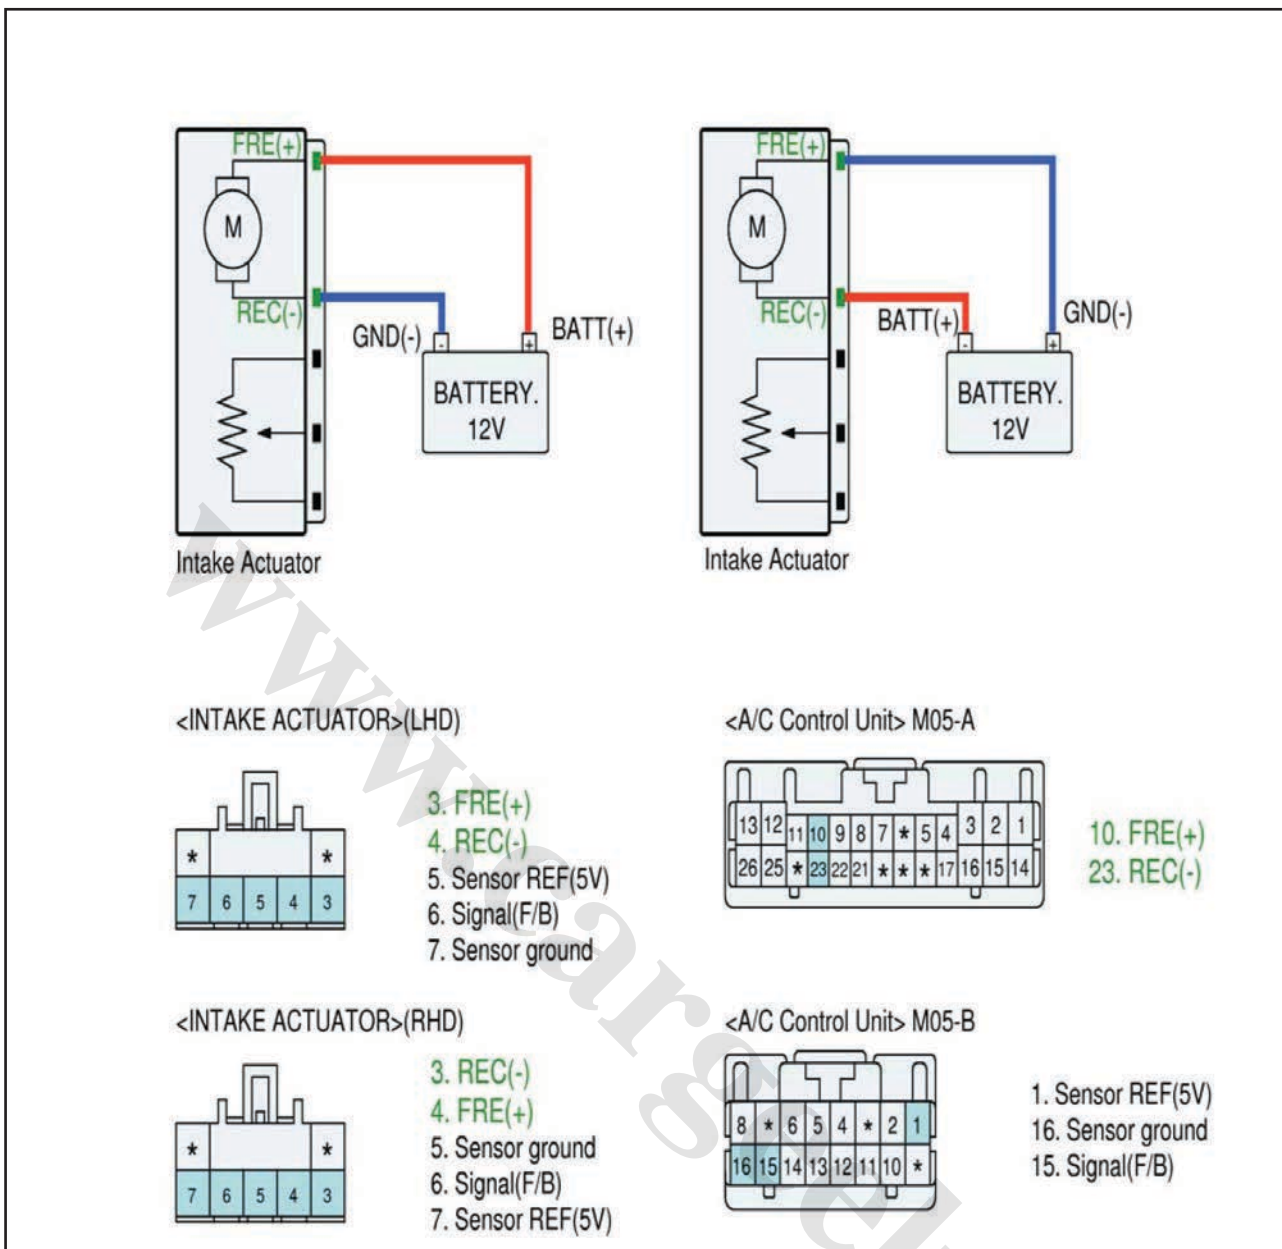 FRE(+)
M
REC(-)
GND(-)
BATT(+)
-
+
BATTERY.
12V
Intake Actuator
FRE(+)
M
REC(-)
BATT(+)
GND(-)
-
+
BATTERY.
12V
Intake Actuator
<INTAKE ACTUATOR>(LHD)
* *
7 6 5 4 3
3. FRE(+)
4. REC(-)
5. Sensor REF(5V)
6. Signal(F/B)
7. Sensor ground
<A/C Control Unit> M05-A
13 12 11 10 9 8 7 * 5 4 3 2 1
26 25 * 23 22 21 * * * 17 16 15 14
10. FRE(+)
23. REC(-)
<INTAKE ACTUATOR>(RHD)
* *
7 6 5 4 3
3. REC(-)
4. FRE(+)
5. Sensor ground
6. Signal(F/B)
7. Sensor REF(5V)
<A/C Control Unit> M05-B
8 * 6 5 4 * 2 1
16 15 14 13 12 11 10 *
1. Sensor REF(5V)
16. Sensor ground
15. Signal(F/B)